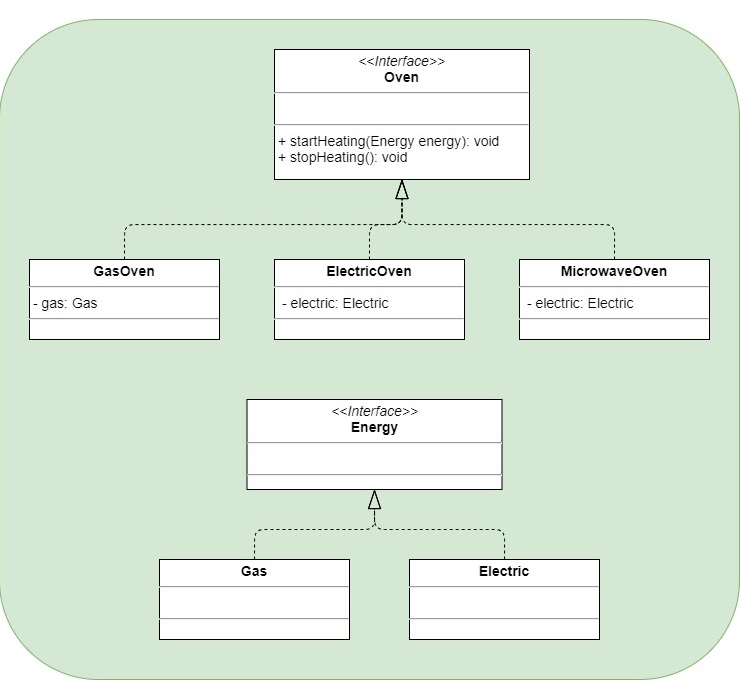 <<Interface>>
Oven
+ startHeating(Energy energy): void
+ stopHeating(): void
GasOven
- gas: Gas
ElectricOven
- electric: Electric
MicrowaveOven
- electric: Electric
<<Interface>>
Energy
Gas
Electric